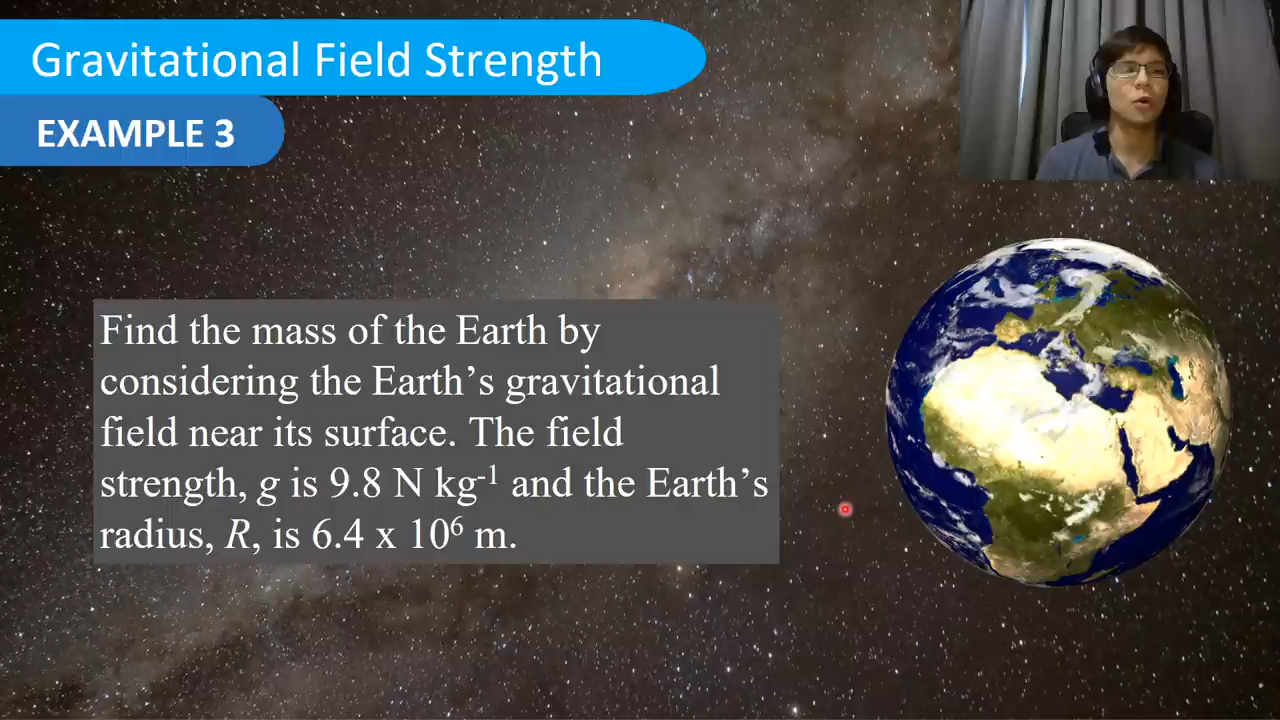 Gravitational Field Strength
EXAMPLE 3
Find the mass of the Earth by
considering the Earth’s gravitational
field near its surface. The field
strength, g is 9.8 N kg⁻¹ and the Earth’s
radius, R, is 6.4 x 10⁶ m.